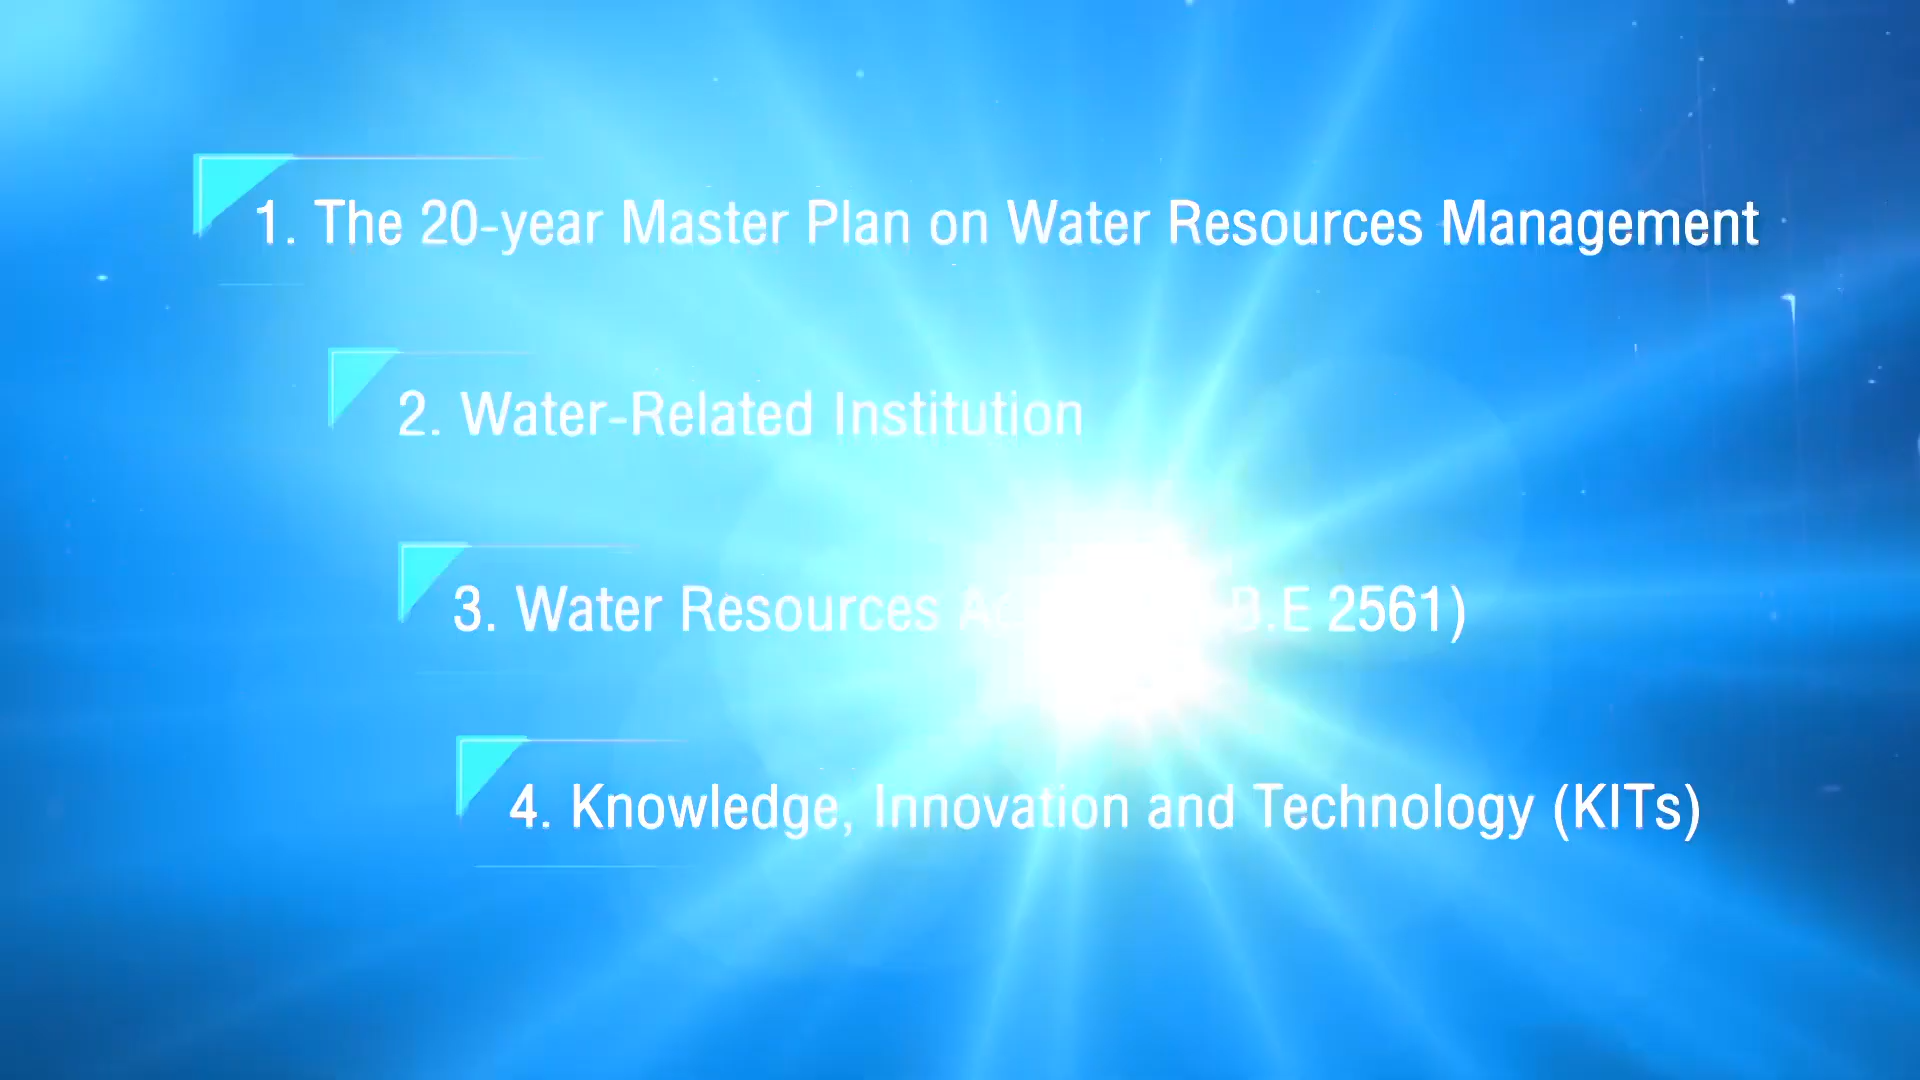 1. The 20-year Master Plan on Water Resources Management
2. Water-Related Institution
3. Water Resources B.E 2561)
4. Knowledge, Innovation and Technology (KITs)